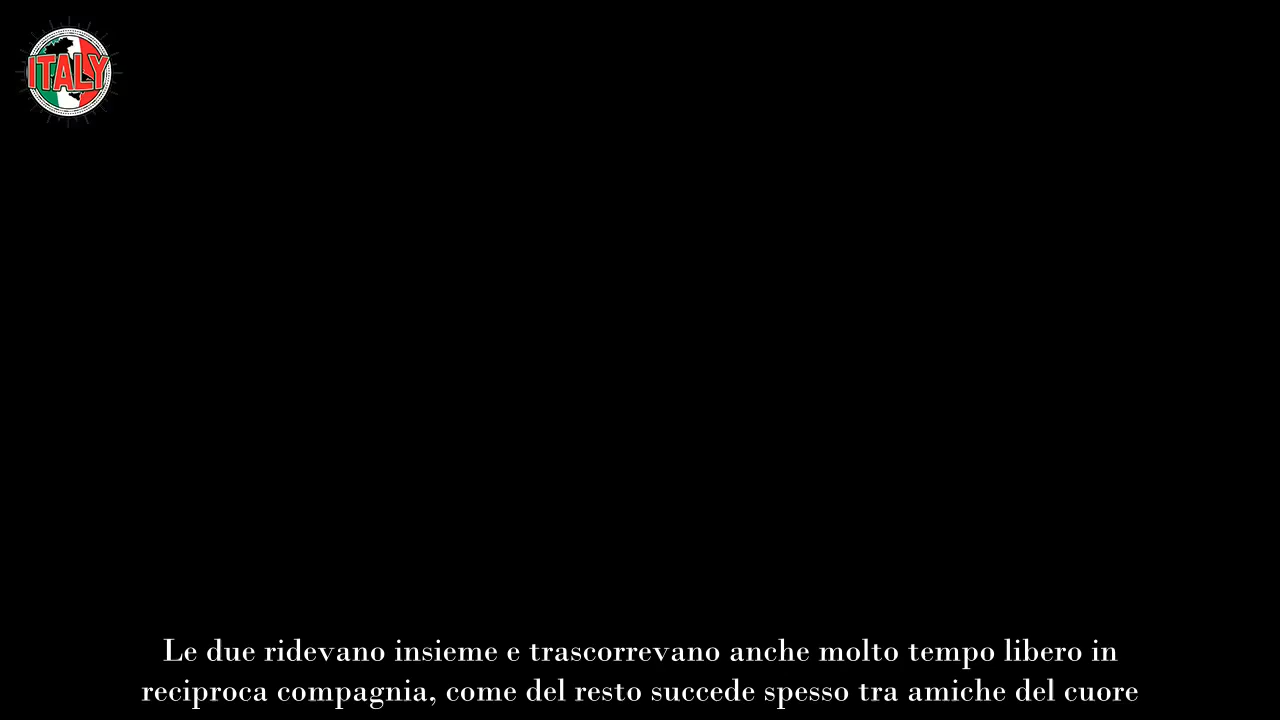 ITALY
Le due ridevano insieme e trascorrevano anche molto tempo libero in
reciproca compagnia, come del resto succede spesso tra amiche del cuore